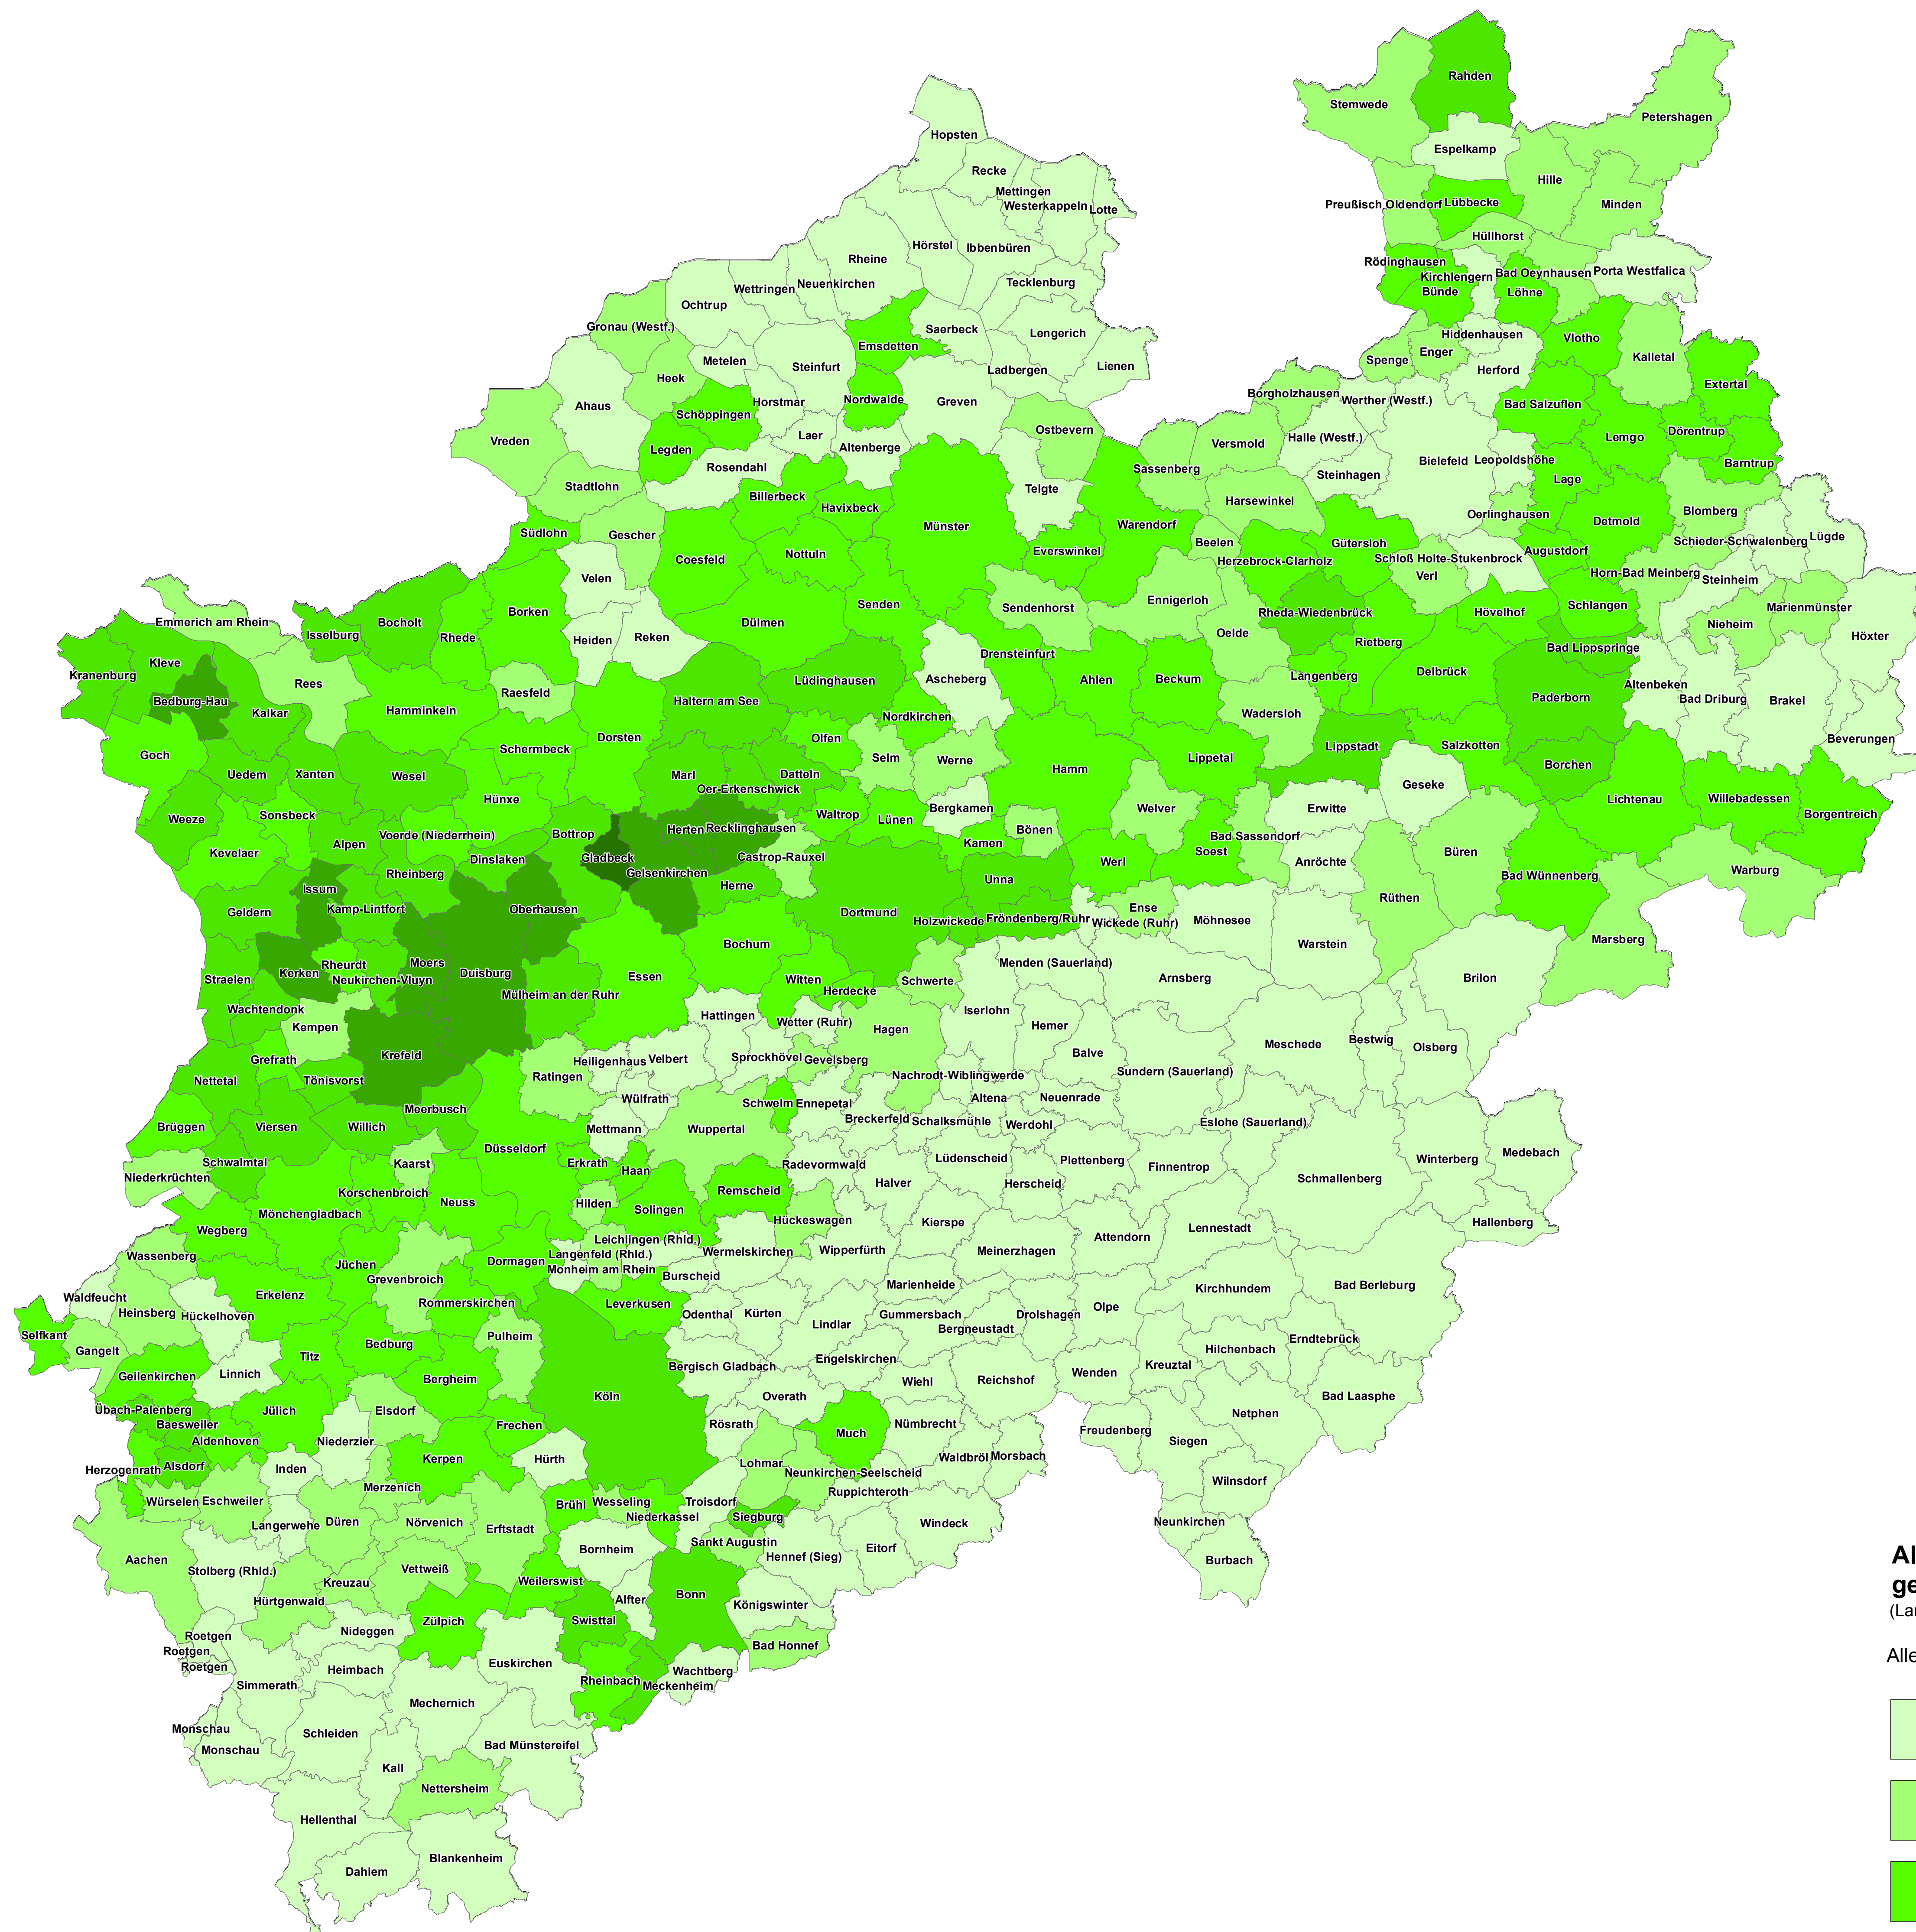 Rahden
Stemwede
Petershagen
Hopsten
Espelkamp
Recke
Hille
Mettingen
Westerkappeln
Lotte
Preußisch Oldendorf
Lübbecke
Minden
Hüllhorst
Hörstel
Ibbenbüren
Rheine
Rödinghausen
Kirchlengern
Bad Oeynhausen
Porta Westfalica
Tecklenburg
Neuenkirchen
Wettringen
Bünde
Löhne
Ochtrup
Gronau (Westf.)
Saerbeck
Lengerich
Hiddenhausen
Vlotho
Emsdetten
Enger
Kalletal
Metelen
Steinfurt
Ladbergen
Lienen
Spenge
Herford
Heek
Extertal
Borgholzhausen
Werther (Westf.)
Ahaus
Horstmar
Nordwalde
Greven
Bad Salzuflen
Schöppingen
Ostbevern
Dörentrup
Vreden
Laer
Altenberge
Versmold
Halle (Westf.)
Lemgo
Legden
Rosendahl
Sassenberg
Steinhagen
Bielefeld
Leopoldshöhe
Barntrup
Stadtlohn
Telgte
Lage
Billerbeck
Havixbeck
Harsewinkel
Oerlinghausen
Blomberg
Südlohn
Gescher
Münster
Warendorf
Detmold
Everswinkel
Beelen
Gütersloh
Schieder-Schwalenberg
Lügde
Coesfeld
Nottuln
Herzebrock-Clarholz
Schloß Holte-Stukenbrock
Augustdorf
Velen
Verl
Horn-Bad Meinberg
Steinheim
Borken
Senden
Sendenhorst
Ennigerloh
Rheda-Wiedenbrück
Hövelhof
Schlangen
Marienmünster
Emmerich am Rhein
Isselburg
Bocholt
Rhede
Heiden
Reken
Dülmen
Oelde
Rietberg
Nieheim
Höxter
Kleve
Kranenburg
Drensteinfurt
Bad Lippspringe
Rees
Raesfeld
Lüdinghausen
Ascheberg
Ahlen
Beckum
Langenberg
Delbrück
Altenbeken
Bedburg-Hau
Kalkar
Hamminkeln
Haltern am See
Nordkirchen
Wadersloh
Paderborn
Bad Driburg
Brakel
Goch
Schermbeck
Dorsten
Olfen
Lippstadt
Salzkotten
Beverungen
Uedem
Xanten
Wesel
Marl
Datteln
Selm
Werne
Hamm
Lippetal
Borchen
Oer-Erkenschwick
Geseke
Hünxe
Lichtenau
Willebadessen
Weeze
Sonsbeck
Waltrop
Bergkamen
Welver
Erwitte
Borgentreich
Voerde (Niederrhein)
Bottrop
Herten
Recklinghausen
Lünen
Bönen
Bad Sassendorf
Kevelaer
Alpen
Dinslaken
Gladbeck
Castrop-Rauxel
Kamen
Werl
Soest
Anröchte
Büren
Rheinberg
Gelsenkirchen
Herne
Unna
Bad Wünnenberg
Warburg
Issum
Rüthen
Geldern
Kamp-Lintfort
Oberhausen
Dortmund
Holzwickede
Fröndenberg/Ruhr
Ense
Wickede (Ruhr)
Möhnesee
Bochum
Warstein
Marsberg
Rheurdt
Moers
Menden (Sauerland)
Straelen
Kerken
Neukirchen-Vluyn
Duisburg
Essen
Witten
Herdecke
Schwerte
Arnsberg
Brilon
Mülheim an der Ruhr
Wachtendonk
Kempen
Hattingen
Wetter (Ruhr)
Hagen
Iserlohn
Hemer
Krefeld
Meschede
Bestwig
Olsberg
Grefrath
Heiligenhaus
Velbert
Sprockhövel
Gevelsberg
Balve
Nettetal
Tönisvorst
Ratingen
Nachrodt-Wiblingwerde
Sundern (Sauerland)
Wülfrath
Schwelm
Ennepetal
Altena
Neuenrade
Meerbusch
Brüggen
Viersen
Willich
Mettmann
Wuppertal
Breckerfeld
Schalksmühle
Werdohl
Eslohe (Sauerland)
Düsseldorf
Medebach
Schwalmtal
Kaarst
Erkrath
Haan
Radevormwald
Lüdenscheid
Plettenberg
Finnentrop
Winterberg
Niederkrüchten
Korschenbroich
Neuss
Remscheid
Halver
Herscheid
Schmallenberg
Mönchengladbach
Hilden
Solingen
Hückeswagen
Kierspe
Hallenberg
Wegberg
Leichlingen (Rhld.)
Lennestadt
Wassenberg
Jüchen
Dormagen
Langenfeld (Rhld.)
Wermelskirchen
Wipperfürth
Meinerzhagen
Attendorn
Grevenbroich
Monheim am Rhein
Burscheid
Marienheide
Kirchhundem
Bad Berleburg
Waldfeucht
Heinsberg
Hückelhoven
Erkelenz
Rommerskirchen
Leverkusen
Odenthal
Kürten
Lindlar
Gummersbach
Bergneustadt
Drolshagen
Olpe
Selfkant
Gangelt
Titz
Bedburg
Pulheim
Erndtebrück
Hilchenbach
Geilenkirchen
Linnich
Bergheim
Bergisch Gladbach
Engelskirchen
Wiehl
Reichshof
Wenden
Kreuztal
Übach-Palenberg
Jülich
Elsdorf
Köln
Overath
Bad Laasphe
Baesweiler
Netphen
Aldenhoven
Niederzier
Frechen
Rösrath
Much
Nümbrecht
Freudenberg
Siegen
Herzogenrath
Alsdorf
Inden
Kerpen
Hürth
Lohmar
Neunkirchen-Seelscheid
Waldbröl
Morsbach
Wilnsdorf
Merzenich
Ruppichteroth
Würselen
Eschweiler
Brühl
Wesseling
Troisdorf
Niederkassel
Siegburg
Langerwehe
Düren
Nörvenich
Erftstadt
Windeck
Neunkirchen
Sankt Augustin
Bornheim
Hennef (Sieg)
Eitorf
Aachen
Burbach
Stolberg (Rhld.)
Kreuzau
Vettweiß
Weilerswist
Bonn
Hürtgenwald
Alfter
Königswinter
Zülpich
Swisttal
Roetgen
Nideggen
Bad Honnef
Roetgen
Roetgen
Heimbach
Euskirchen
Rheinbach
Wachtberg
Meckenheim
Simmerath
Mechernich
Monschau
Schleiden
Monschau
Bad Münstereifel
Kall
Nettersheim
Hellenthal
Blankenheim
Dahlem
Al
ge
(Lar
Alle